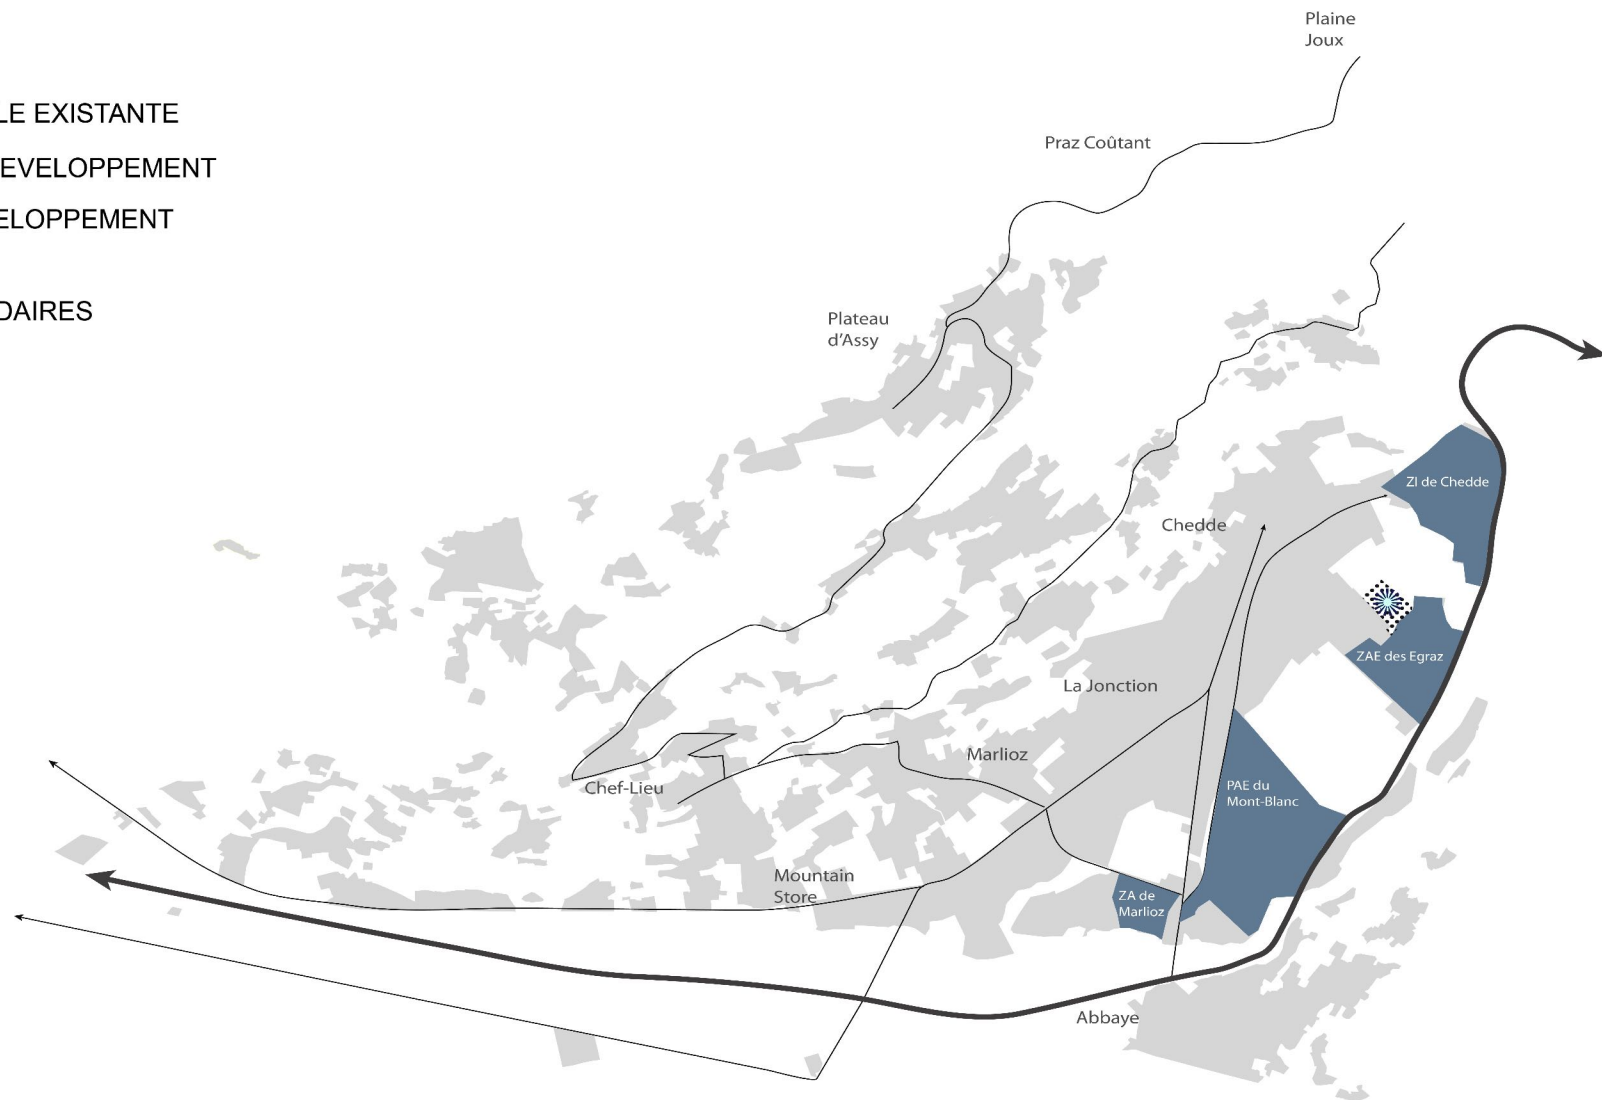 LE EXISTANTE
EVELOPPEMENT
ELOPPEMENT
DAIRES
Plaine
Joux
Praz Coûtant
Plateau
d'Assy
ZI de Chedde
Chedde
ZAE des Egraz
La Jonction
Marlioz
Chef-Lieu
PAE du
Mont-Blanc
Mountain
Store
ZA de
Marlioz
Abbaye